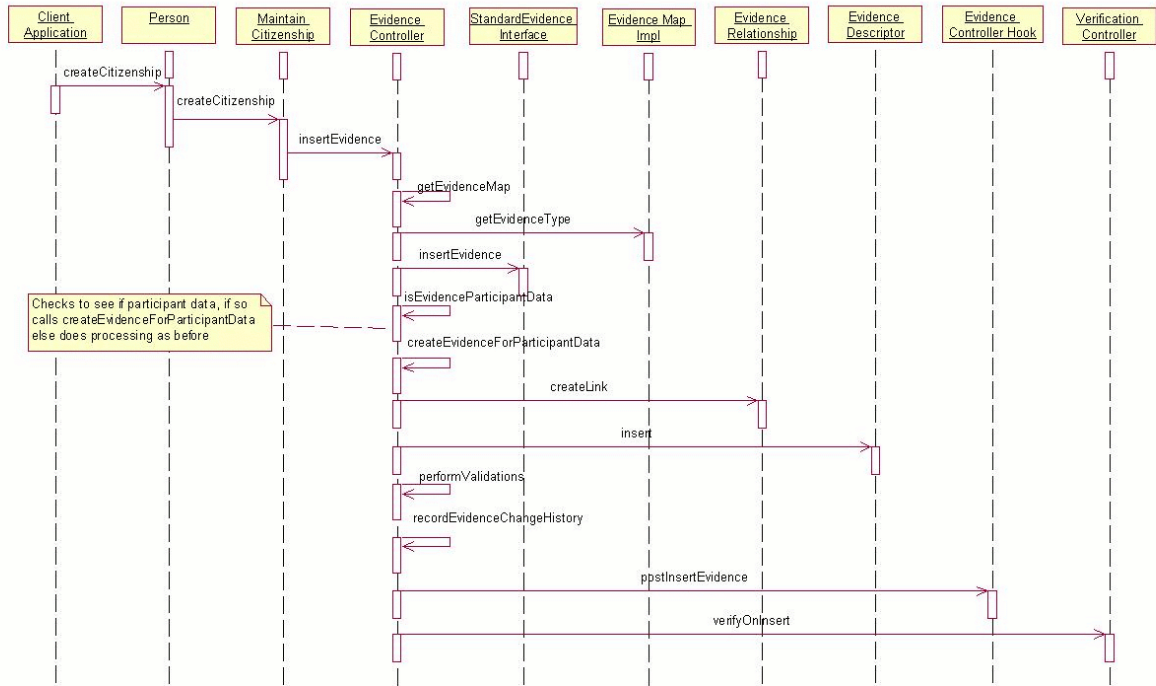 Client
Application
Person
Maintain
Citizenship
Evidence
Controller
StandardEvidence
Interface
Evidence Map
Impl
Evidence
Relationship
Evidence
Descriptor
Evidence
Controller Hook
Verification
Controller
createCitizenship
createCitizenship
insertEvidence
getEvidenceMap
getEvidenceType
insertEvidence
isEvidenceParticipantData
Checks to see if participant data, if so
calls createEvidenceForParticipantData
else does processing as before
createEvidenceForParticipantData
createLink
insert
performValidations
recordEvidenceChangeHistory
postInsertEvidence
verifyOnInsert